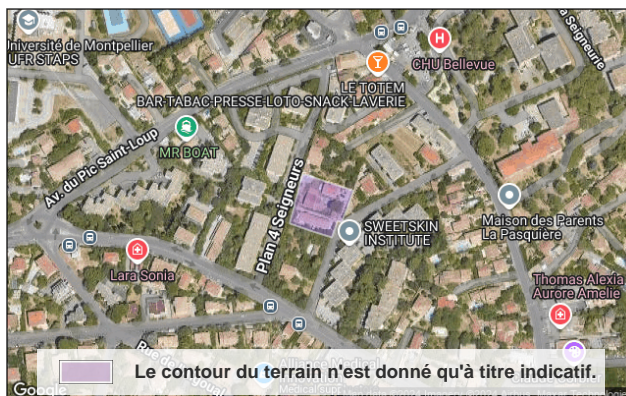 Université de Montpellier
UFR STAPS
a Seigneurie
CHU Bellevue
LE TOTEM
BAR-TABAC-PRESSE-LOTO-SNACK-LAVERIE
MR BOAT
Av. du Pic Saint-Loup
Plan 4 Seigneurs
SWEETSKIN
INSTITUTE
Maison des Parents
La Pasquière
Lara Sonia
Thomas Alexia
Aurore Amelie
Rue de
Le contour du terrain n'est donné qu'à titre indicatif.
Google